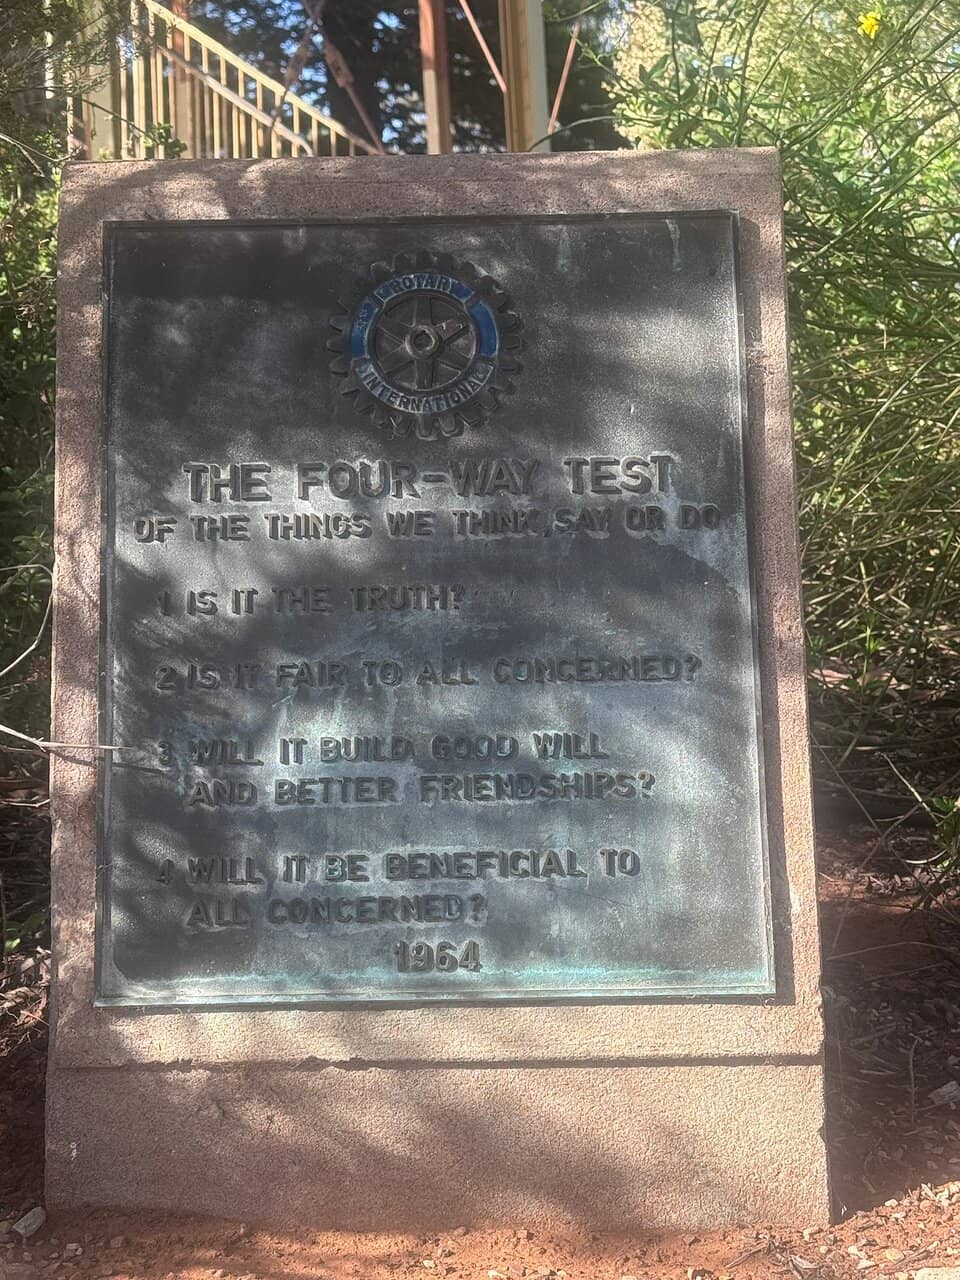 ROTARY
INTERNATIONAL
THE FOUR-WAY TEST
OF THE THINGS WE THINK, SAY OR DO
1 IS IT THE TRUTH?
2 IS IT FAIR TO ALL CONCERNED?
3 WILL IT BUILD GOOD WILL
AND BETTER FRIENDSHIPS?
4 WILL IT BE BENEFICIAL TO
ALL CONCERNED?
1964